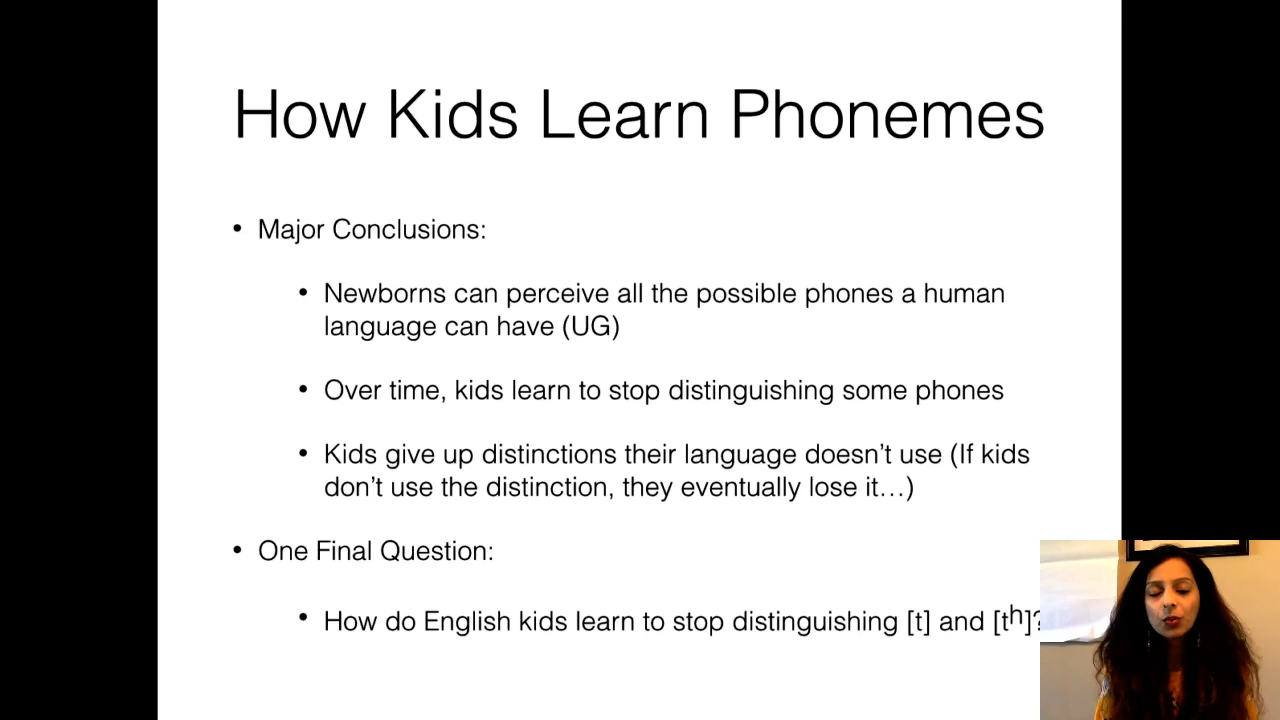 How Kids Learn Phonemes
• Major Conclusions:
• Newborns can perceive all the possible phones a human
language can have (UG)
• Over time, kids learn to stop distinguishing some phones
• Kids give up distinctions their language doesn’t use (If kids
don’t use the distinction, they eventually lose it…)
• One Final Question:
• How do English kids learn to stop distinguishing [t] and [tʰ]?